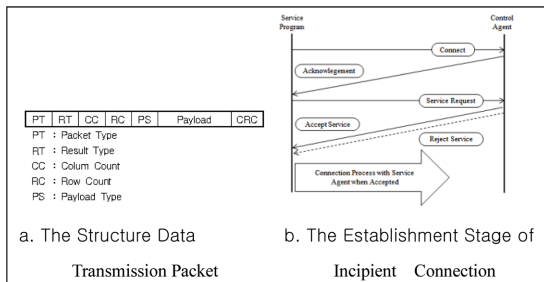 PT RT CC RC PS Payload CRC
PT : Packet Type
RT : Result Type
CC : Colum Count
RC : Row Count
PS : Payload Type
a. The Structure Data
Transmission Packet
Service
Program
Control
Agent
Connect
Acknowlegement
Service Request
Accept Service
Reject Service
Connection Process with Service
Agent when Accepted
b. The Establishment Stage of
Incipient Connection